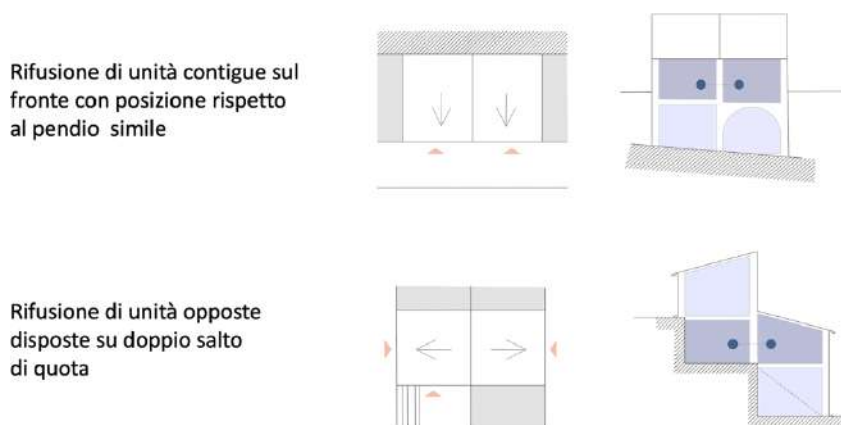 Rifusione di unità contigue sul
fronte con posizione rispetto
al pendio simile
Rifusione di unità opposte
disposte su doppio salto
di quota